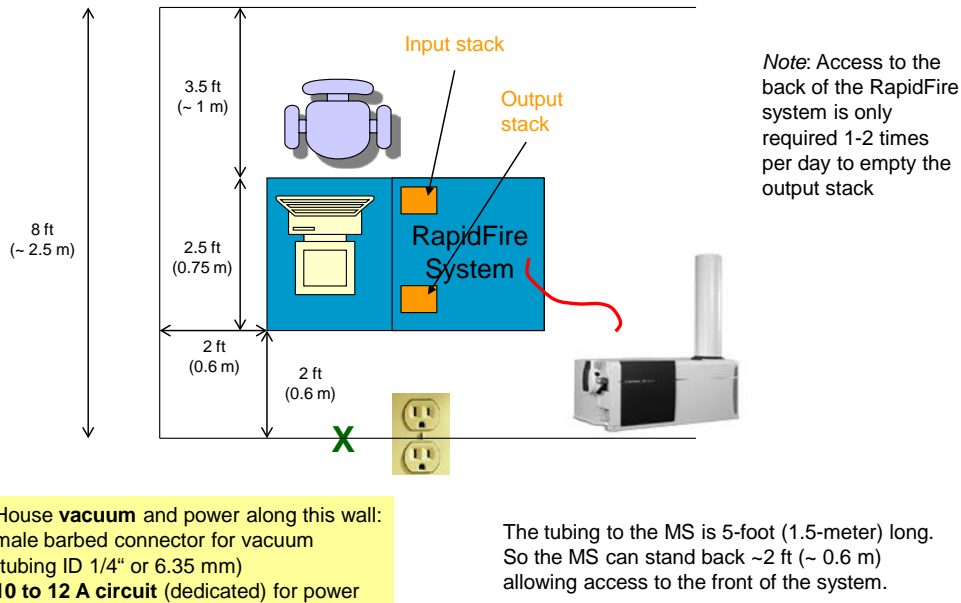 Input stack
Output
stack
3.5 ft
(~ 1 m)
8 ft
(~ 2.5 m)
2.5 ft
(0.75 m)
RapidFire
System
2 ft
(0.6 m)
2 ft
(0.6 m)
X
Note: Access to the
back of the RapidFire
system is only
required 1-2 times
per day to empty the
output stack
House vacuum and power along this wall:
male barbed connector for vacuum
(tubing ID 1/4“ or 6.35 mm)
10 to 12 A circuit (dedicated) for power
The tubing to the MS is 5-foot (1.5-meter) long.
So the MS can stand back ~2 ft (~ 0.6 m)
allowing access to the front of the system.